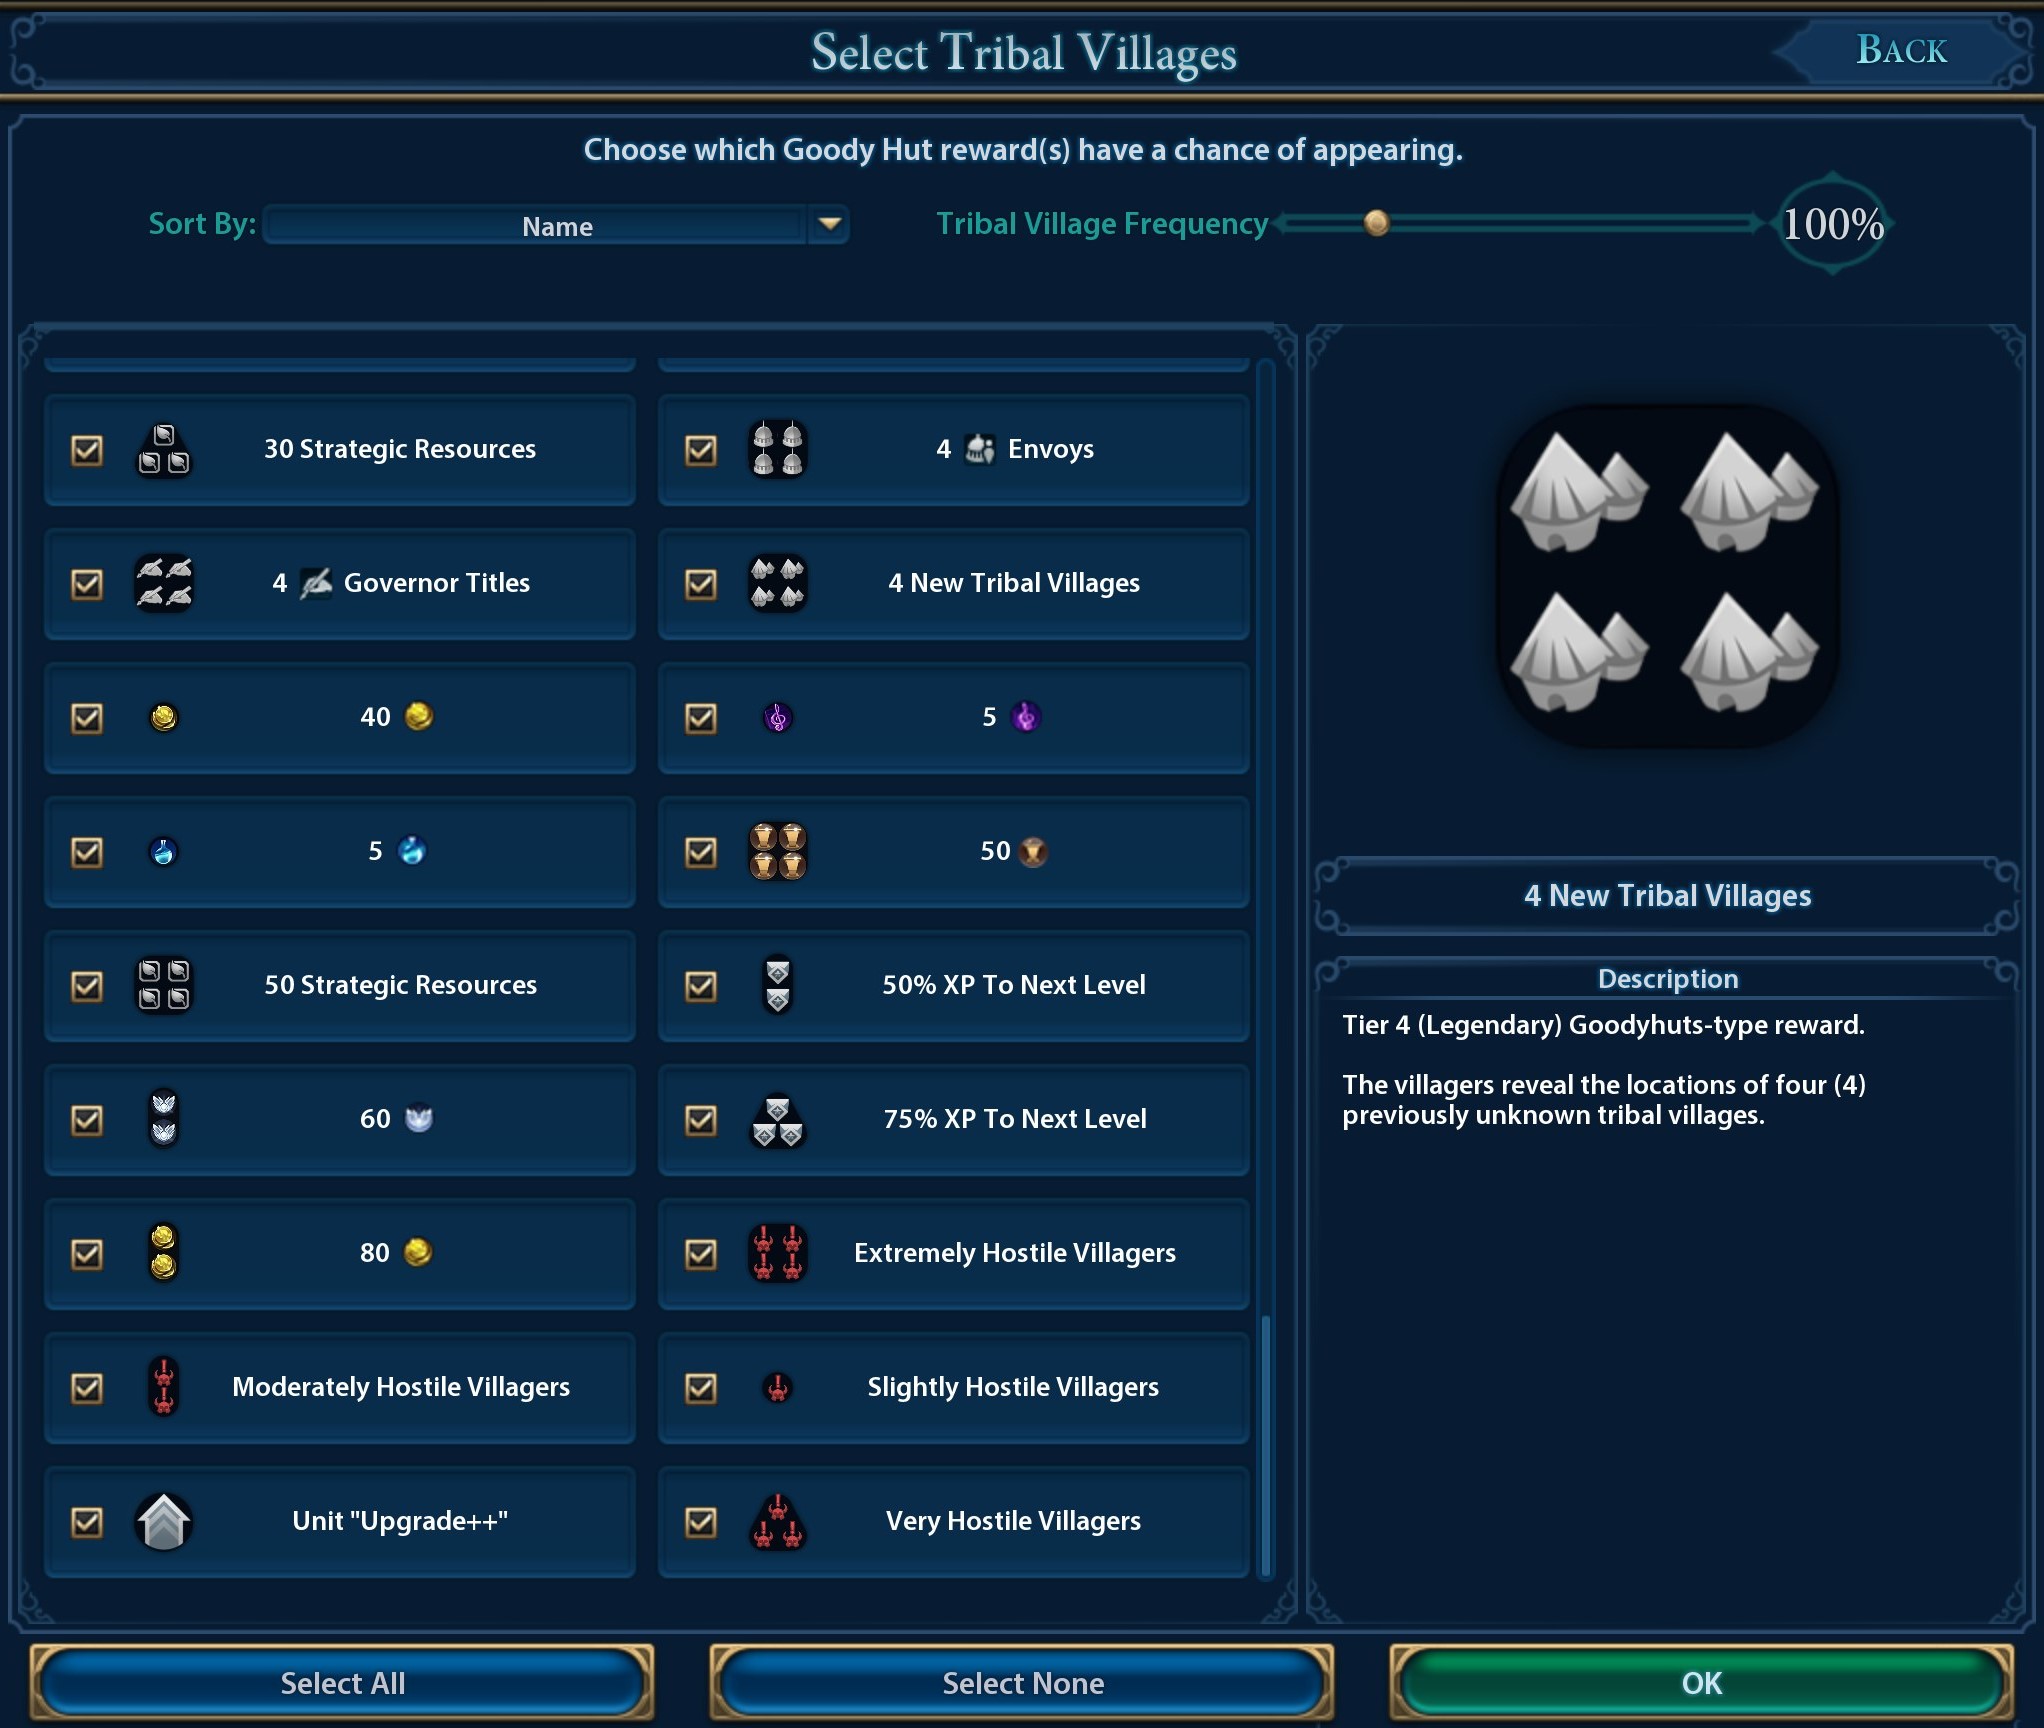 Select Tribal Villages
BACK
Choose which Goody Hut reward(s) have a chance of appearing.
Sort By: Name
Tribal Village Frequency 100%
30 Strategic Resources
4 Envoys
4 Governor Titles
4 New Tribal Villages
40
5
5
50
50 Strategic Resources
50% XP To Next Level
60
75% XP To Next Level
80
Extremely Hostile Villagers
Moderately Hostile Villagers
Slightly Hostile Villagers
Unit "Upgrade++"
Very Hostile Villagers
4 New Tribal Villages
Description
Tier 4 (Legendary) Goodyhuts-type reward.
The villagers reveal the locations of four (4)
previously unknown tribal villages.
Select All
Select None
OK